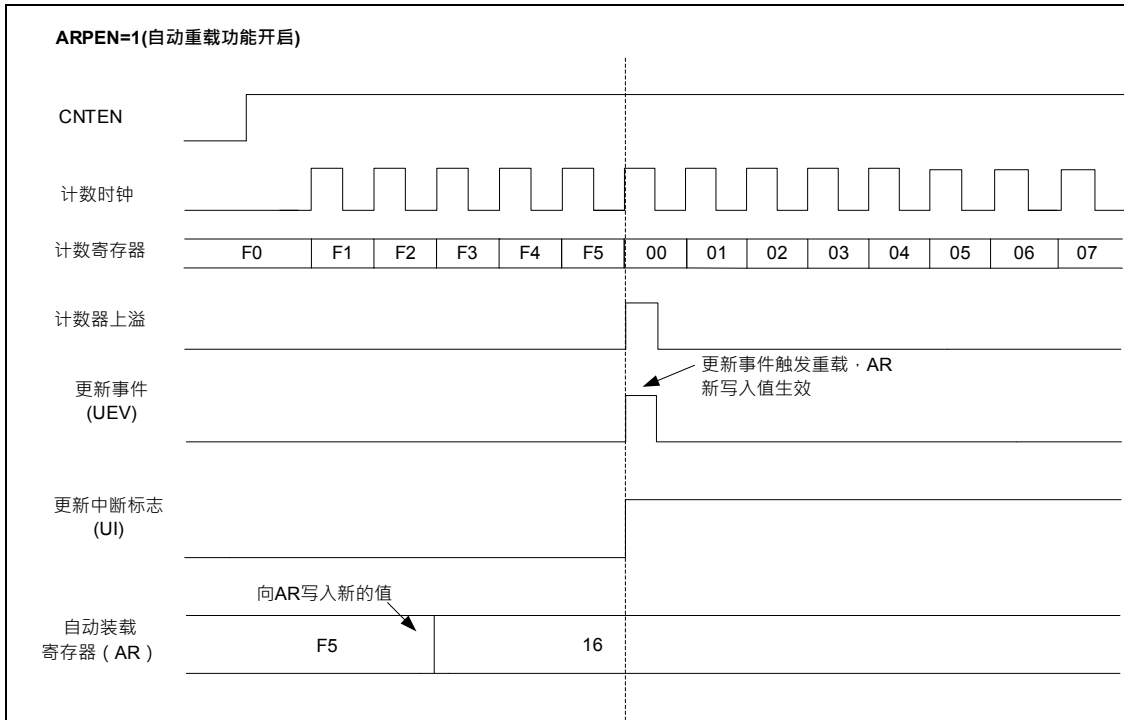 ARPEN=1(自动重载功能开启)
CNTEN
计数时钟
计数寄存器
F0 F1 F2 F3 F4 F5 00 01 02 03 04 05 06 07
计数器上溢
更新事件触发重载，AR
新写入值生效
更新事件
(UEV)
更新中断标志
(UI)
向AR写入新的值
自动装载
寄存器（AR）
F5 16